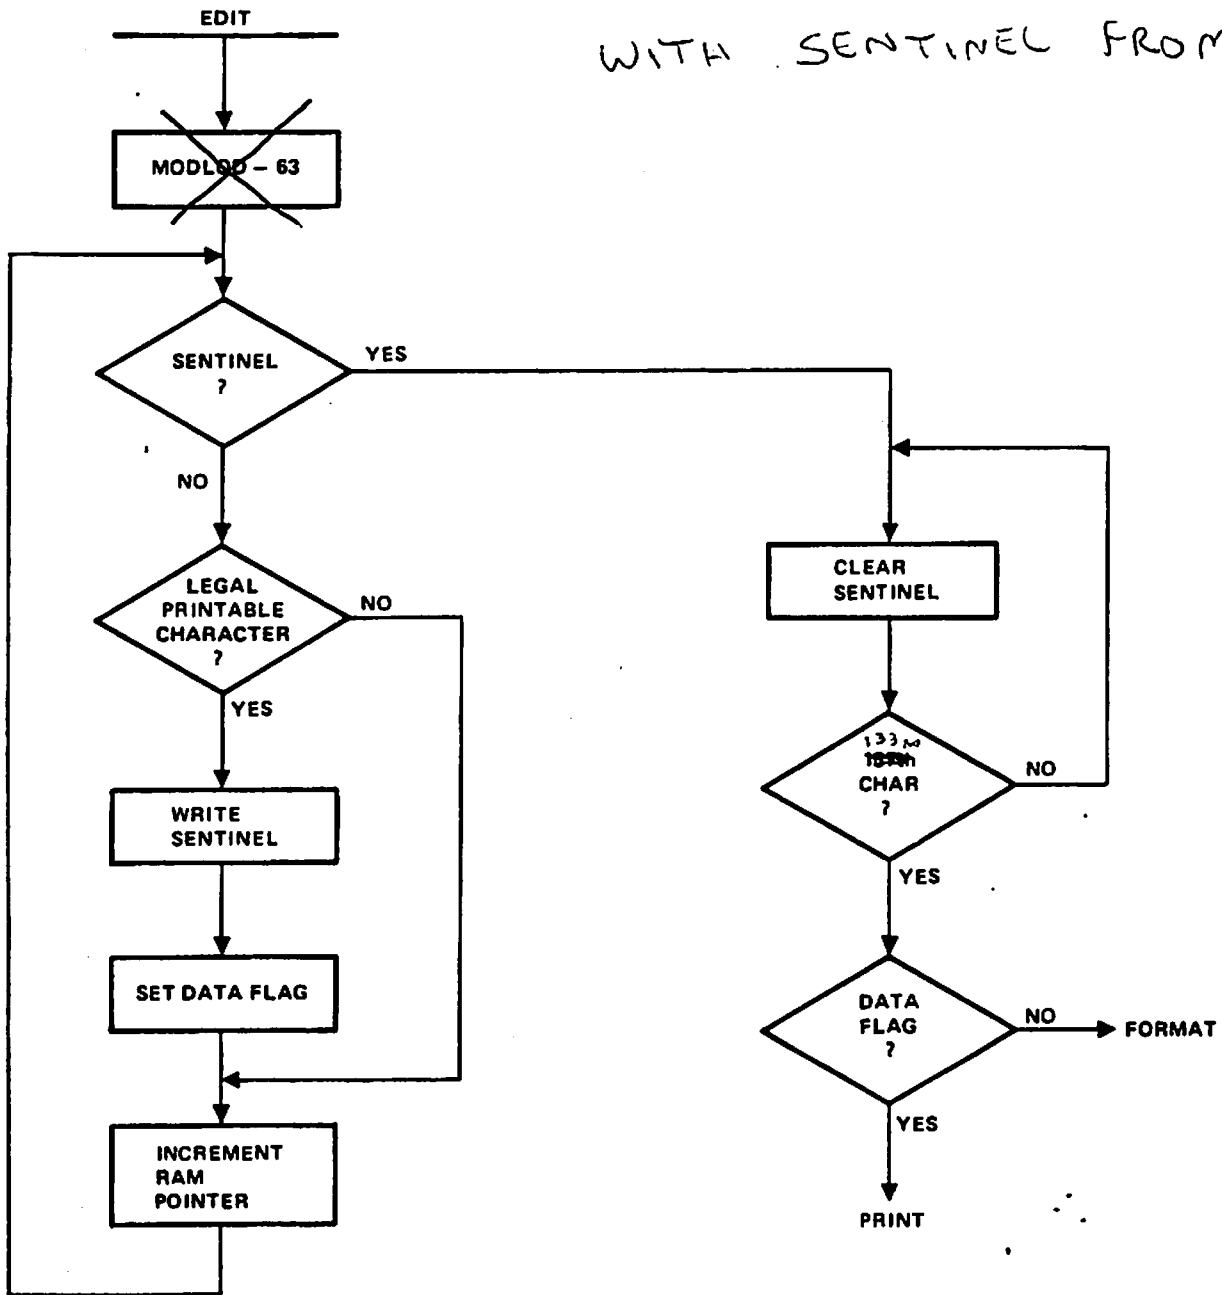 EDIT
WITH SENTINEL FROM
MODLOD – 63
SENTINEL
?
YES
NO
LEGAL
PRINTABLE
CHARACTER
?
NO
YES
WRITE
SENTINEL
SET DATA FLAG
INCREMENT
RAM
POINTER
CLEAR
SENTINEL
133
CHAR
?
NO
YES
DATA
FLAG
?
NO
FORMAT
YES
PRINT